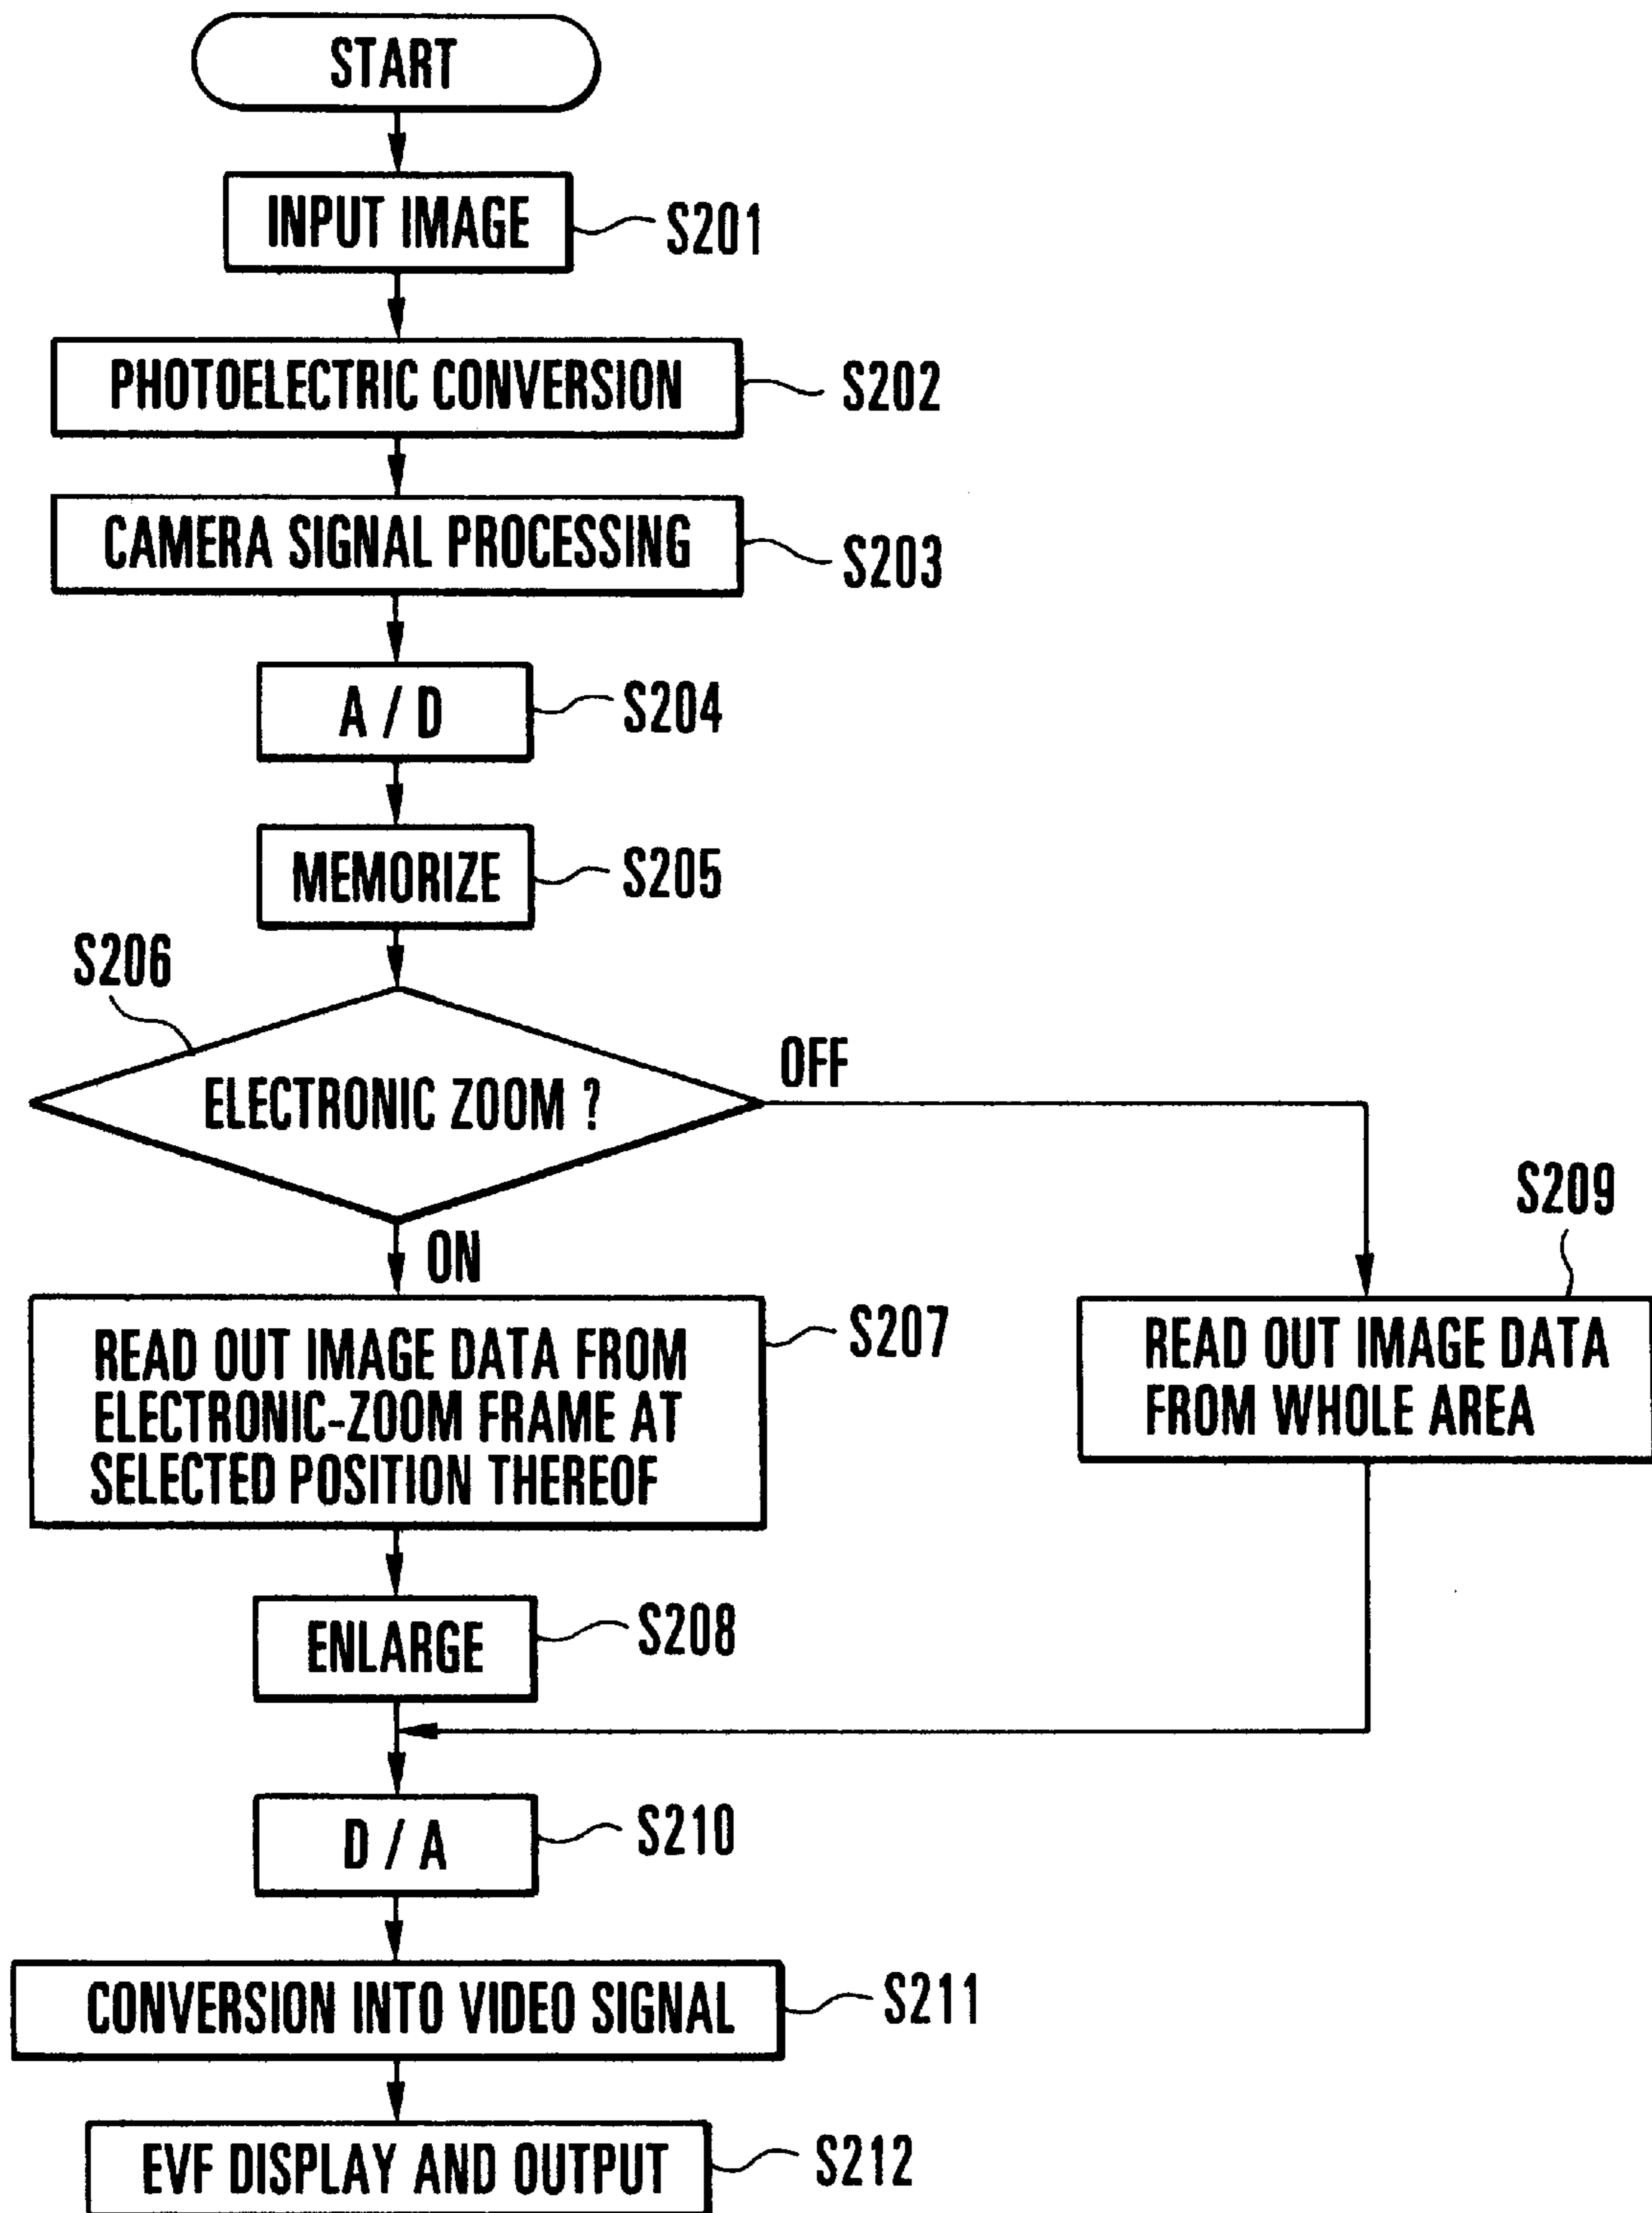 START
INPUT IMAGE
S201
PHOTOELECTRIC CONVERSION
S202
CAMERA SIGNAL PROCESSING
S203
A / D
S204
MEMORIZE
S205
S206
ELECTRONIC ZOOM ?
OFF
ON
S209
READ OUT IMAGE DATA FROM
ELECTRONIC-ZOOM FRAME AT
SELECTED POSITION THEREOF
S207
READ OUT IMAGE DATA
FROM WHOLE AREA
ENLARGE
S208
D / A
S210
CONVERSION INTO VIDEO SIGNAL
S211
EVF DISPLAY AND OUTPUT
S212